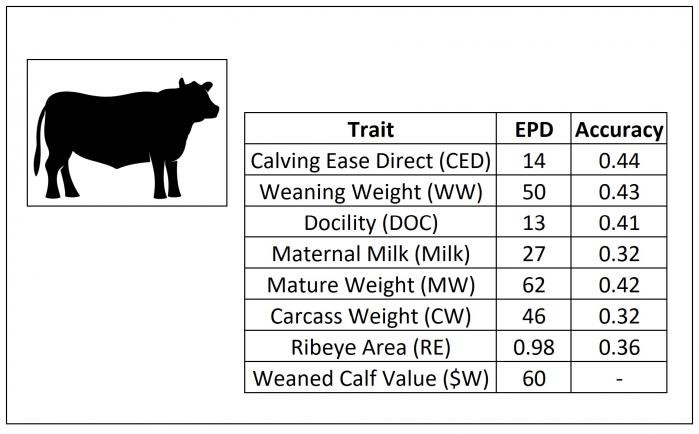 Trait EPD Accuracy
Calving Ease Direct (CED) 14 0.44
Weaning Weight (WW) 50 0.43
Docility (DOC) 13 0.41
Maternal Milk (Milk) 27 0.32
Mature Weight (MW) 62 0.42
Carcass Weight (CW) 46 0.32
Ribeye Area (RE) 0.98 0.36
Weaned Calf Value ($W) 60 -